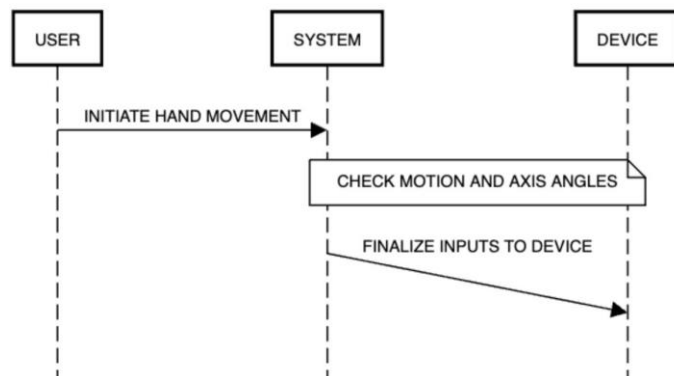 USER
SYSTEM
DEVICE
INITIATE HAND MOVEMENT
CHECK MOTION AND AXIS ANGLES
FINALIZE INPUTS TO DEVICE